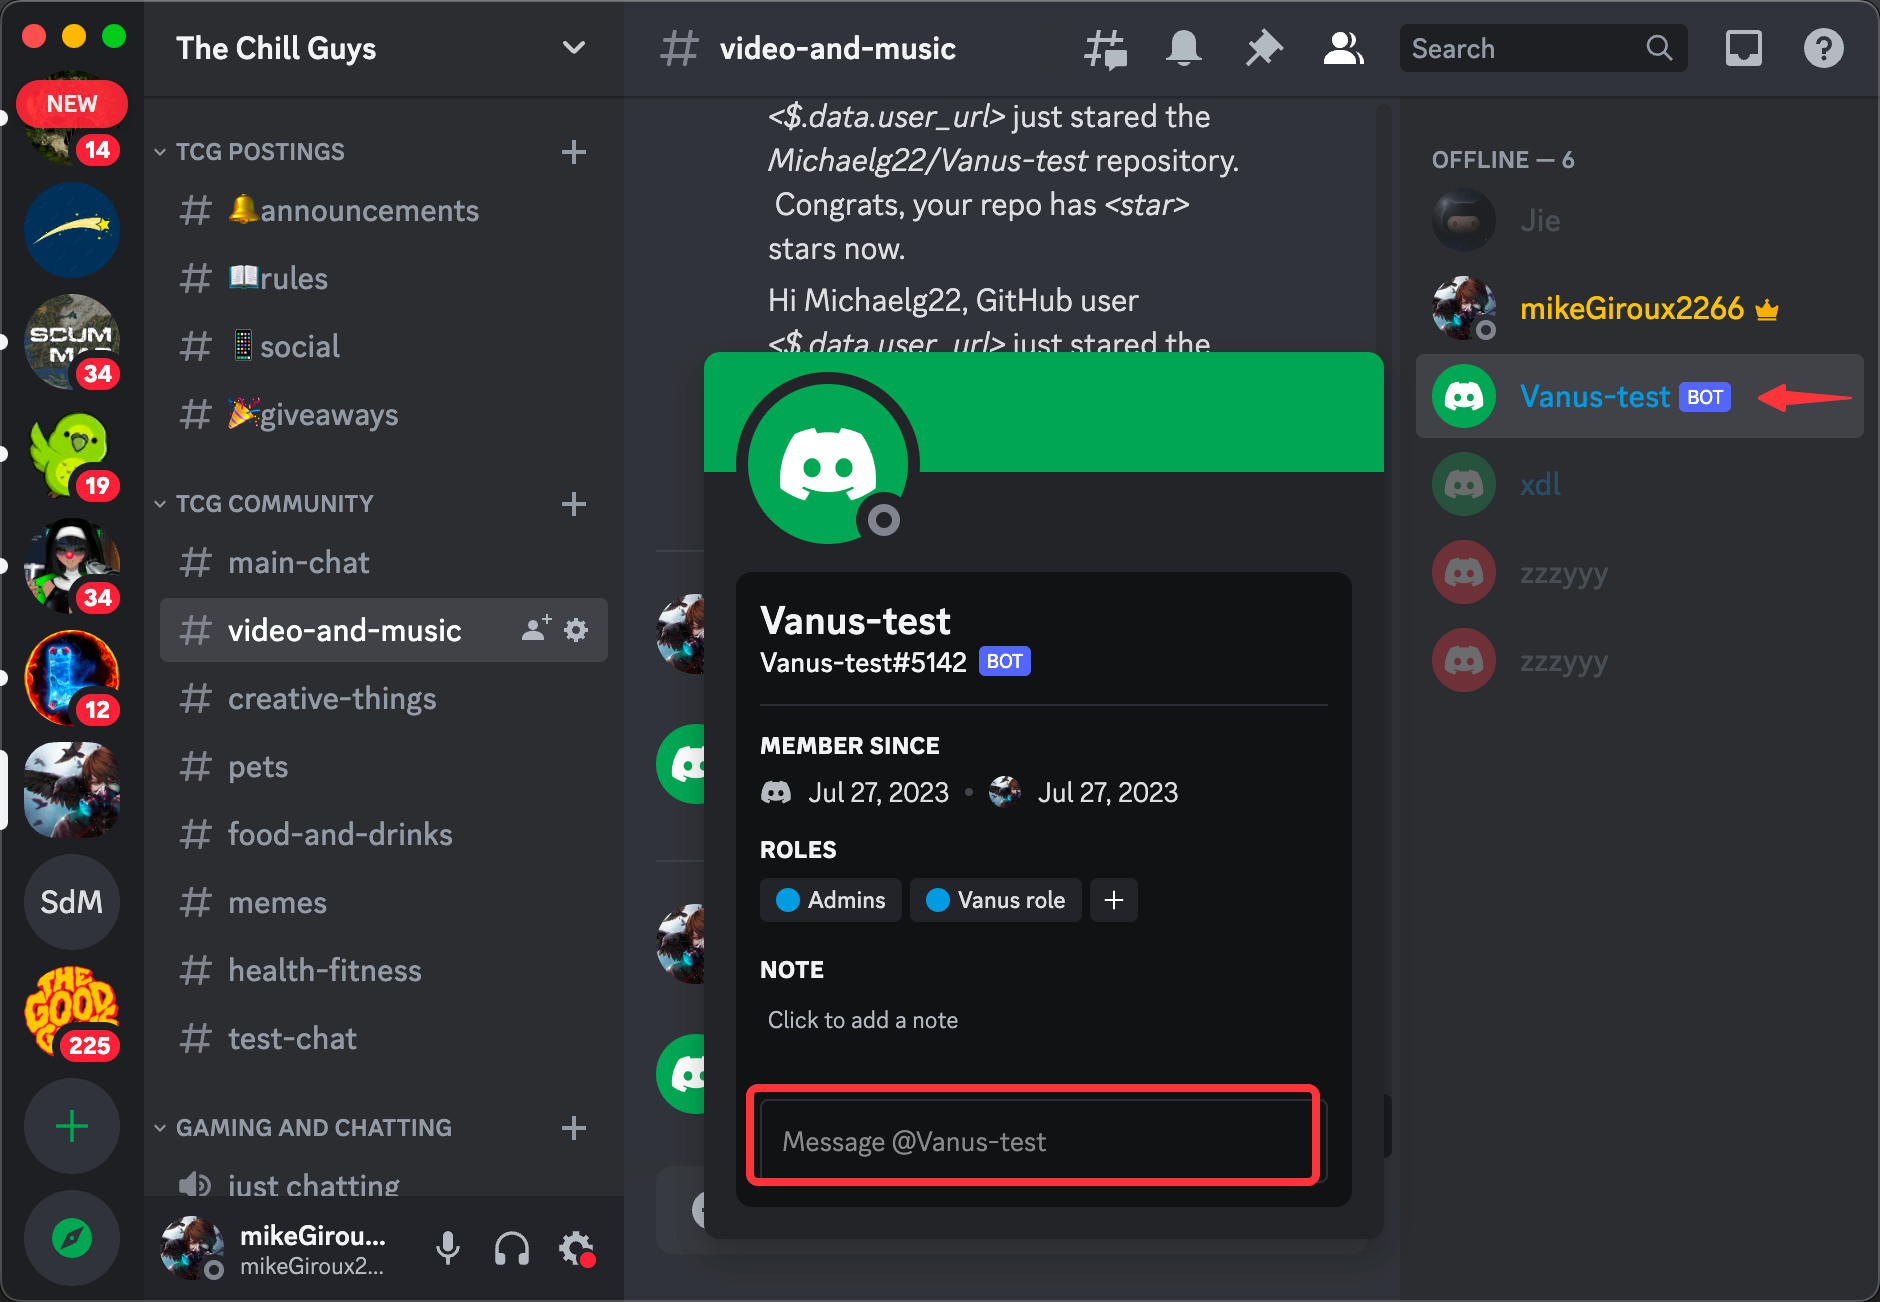 NEW
14
SCUM
34
19
34
12
SdM
THE
GOOD
225
The Chill Guys
TCG POSTINGS
🔔announcements
📖rules
📱social
🎉giveaways
TCG COMMUNITY
main-chat
video-and-music
creative-things
pets
food-and-drinks
memes
health-fitness
test-chat
GAMING AND CHATTING
just chatting
mikeGirou...
mikeGiroux2...
video-and-music
Search
<$.data.user_url> just stared the
Michaelg22/Vanus-test repository.
Congrats, your repo has <star>
stars now.
Hi Michaelg22, GitHub user
<$.data.user_url> just stared the
Vanus-test
Vanus-test#5142 BOT
MEMBER SINCE
Jul 27, 2023 • Jul 27, 2023
ROLES
Admins Vanus role +
NOTE
Click to add a note
Message @Vanus-test
OFFLINE — 6
Jie
mikeGiroux2266
Vanus-test BOT
xdl
zzzyyy
zzzyyy